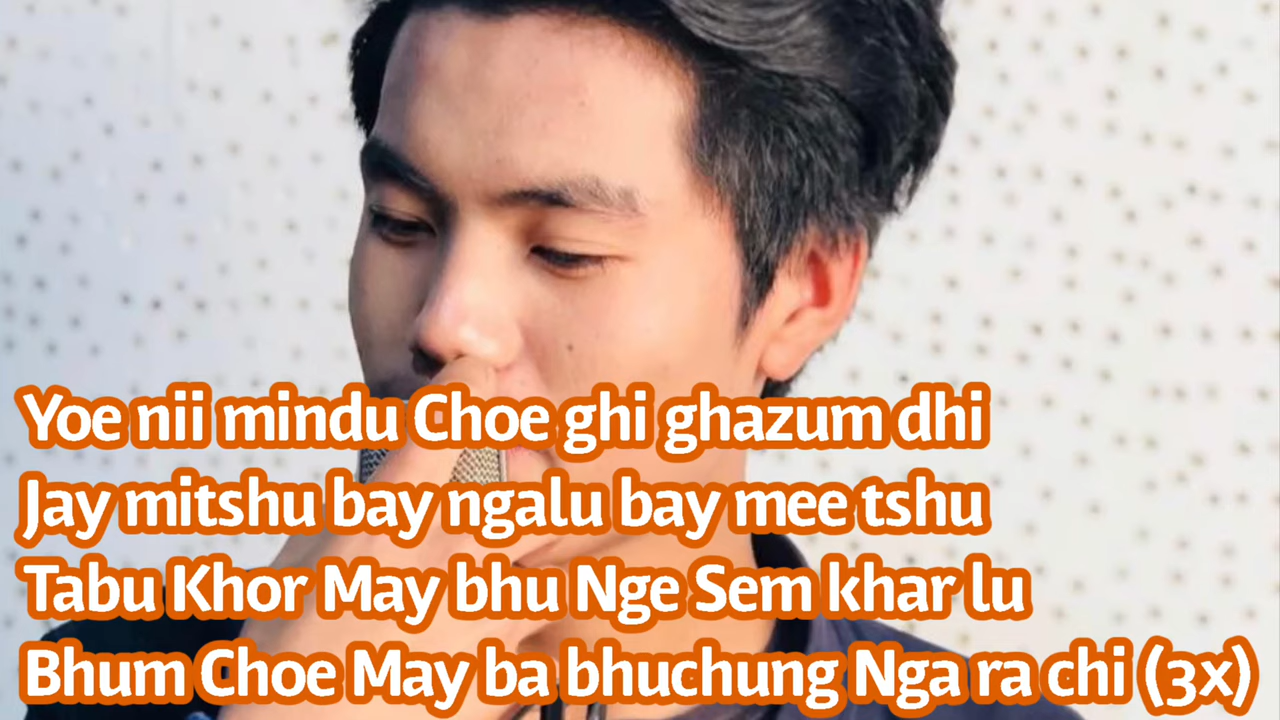 Yoe nii mindu Choe ghi ghazum dhi
Jay mitshu bay ngalu bay mee tshu
Tabu Khor May bhu Nge Sem khar lu
Bhum Choe May ba bhuchung Nga ra chi (3x)